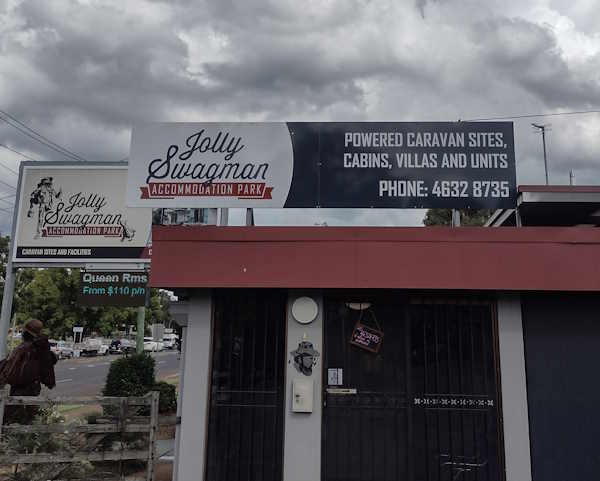 Jolly
Swagman
ACCOMMODATION PARK
POWERED CARAVAN SITES,
CABINS, VILLAS AND UNITS
PHONE: 4632 8735
Jolly
Swagman
ACCOMMODATION PARK
CARAVAN SITES AND FACILITIES
Queen Rms
From $110 p/n